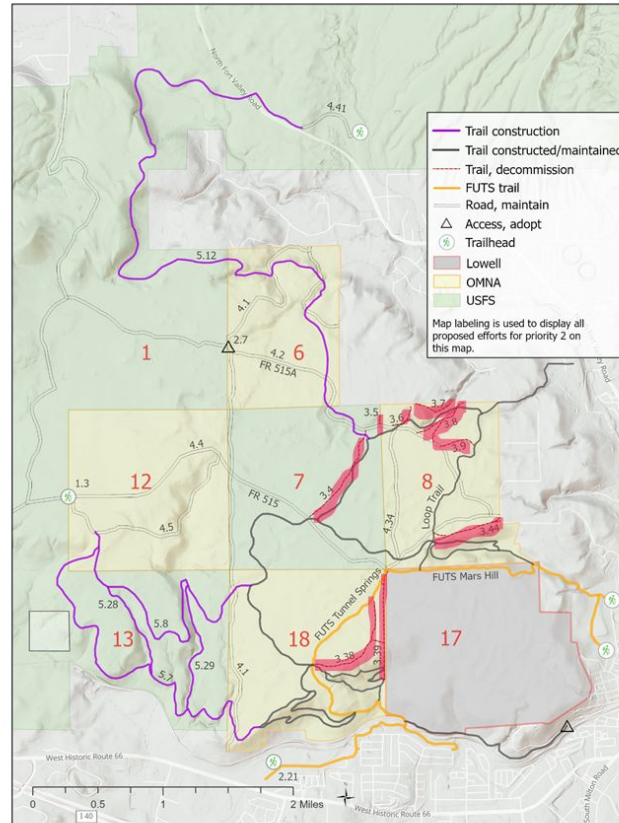 North Fort Valley Road
4.41
Trail construction
Trail constructed/maintained
Trail, decommission
FUTS trail
Road, maintain
Access, adopt
Trailhead
Lowell
OMNA
USFS
Map labeling is used to display all
proposed efforts for priority 2 on
this map.
5.12
4.1
2.7
1
4.2
6
FR 515A
3.5
3.6
3.7
3.8
3.9
4.4
1.3
12
7
8
3.4
FR 515
4.5
4.34
Loop Trail
3.44
FUTS Mars Hill
FUTS Tunnel Springs
5.28
5.8
13
5.29
5.7
18
17
3.38
3.39
4.1
West Historic Route 66
2.21
South Milton Road
0 0.5 1 2 Miles
West Historic Route 66
I 40